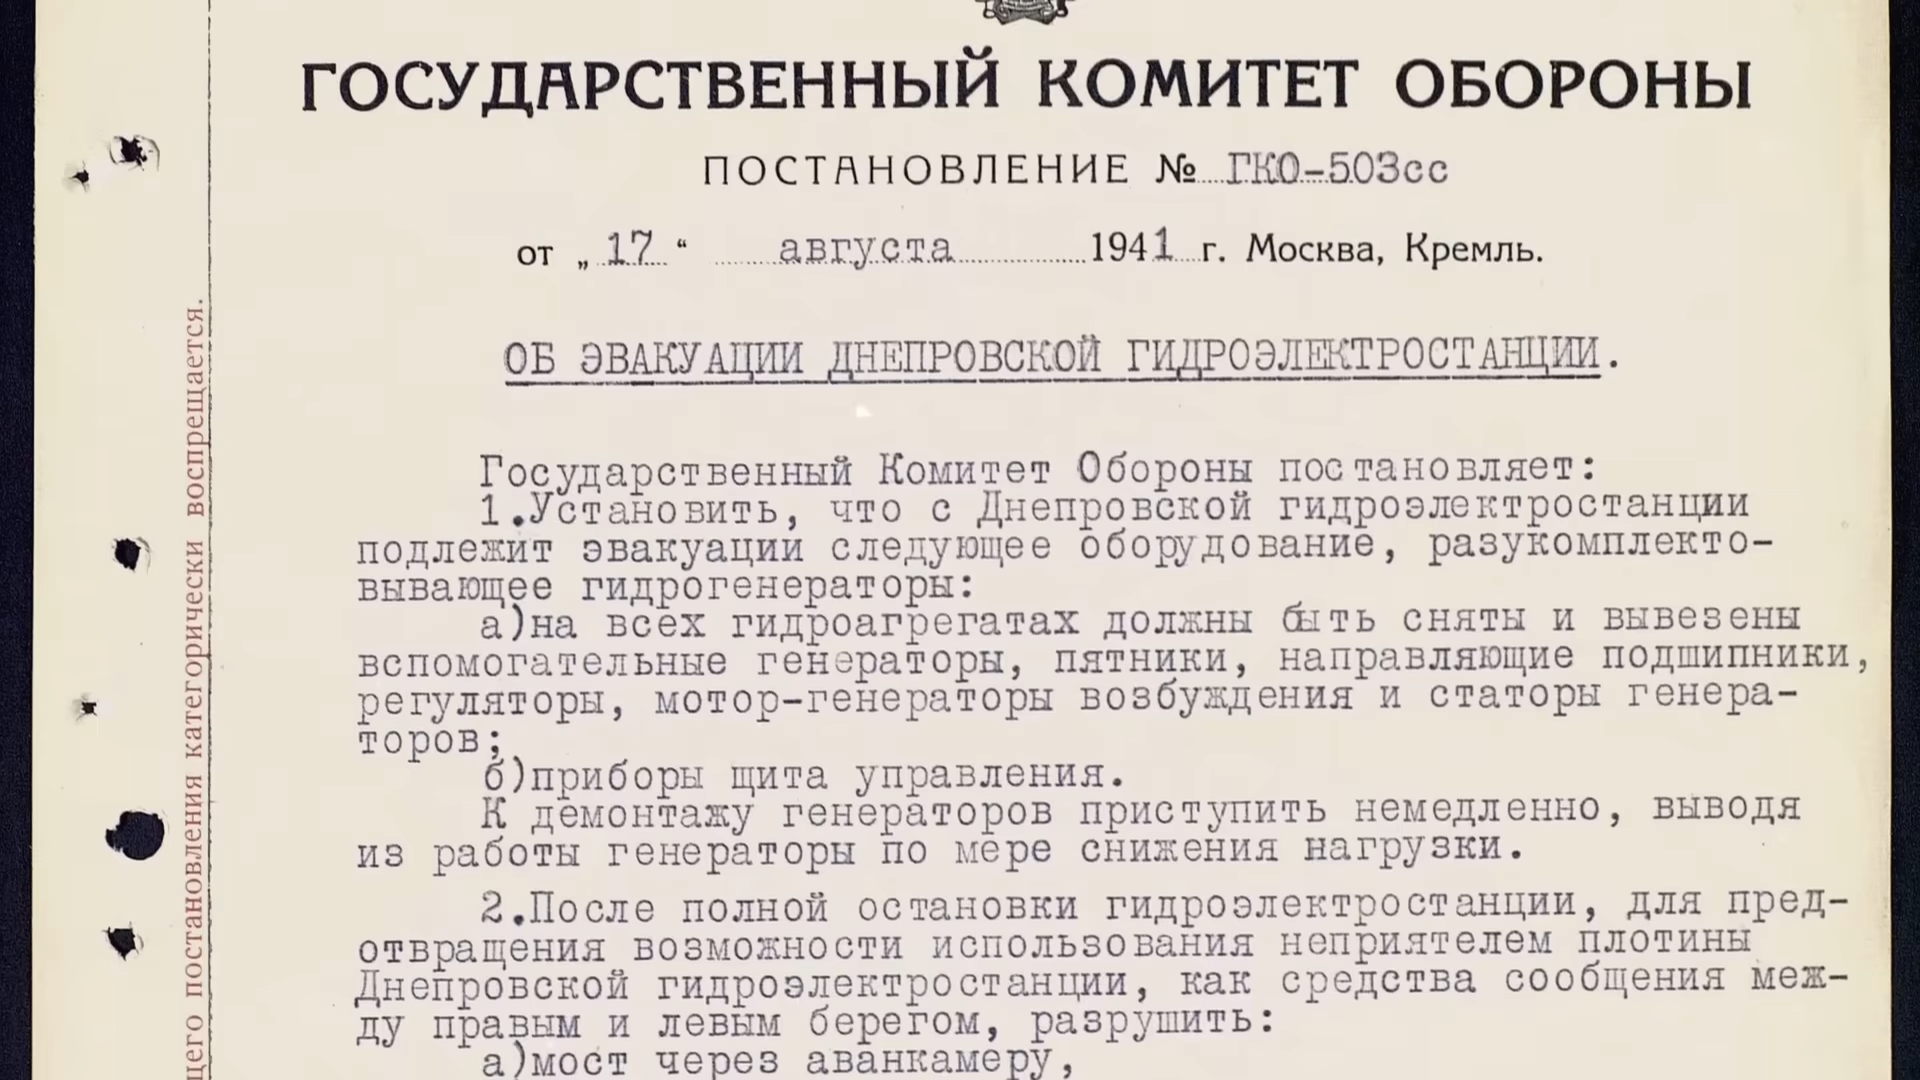 ГОСУДАРСТВЕННЫЙ КОМИТЕТ ОБОРОНЫ
ПОСТАНОВЛЕНИЕ № ГКО-503сс
от „ 17 “ августа 1941 г. Москва, Кремль.
ОБ ЭВАКУАЦИИ ДНЕПРОВСКОЙ ГИДРОЭЛЕКТРОСТАНЦИИ.
Государственный Комитет Обороны постановляет:
1.Установить, что с Днепровской гидроэлектростанции
подлежит эвакуации следующее оборудование, разукомплекто-
вывающее гидрогенераторы:
а)на всех гидроагрегатах должны быть сняты и вывезены
вспомогательные генераторы, пятники, направляющие подшипники,
регуляторы, мотор-генераторы возбуждения и статоры генера-
торов;
б)приборы щита управления.
К демонтажу генераторов приступить немедленно, выводя
из работы генераторы по мере снижения нагрузки.
2.После полной остановки гидроэлектростанции, для пред-
отвращения возможности использования неприятелем плотины
Днепровской гидроэлектростанции, как средства сообщения меж-
ду правым и левым берегом, разрушить:
а)мост через аванкамеру,
щего постановления категорически воспрещается.